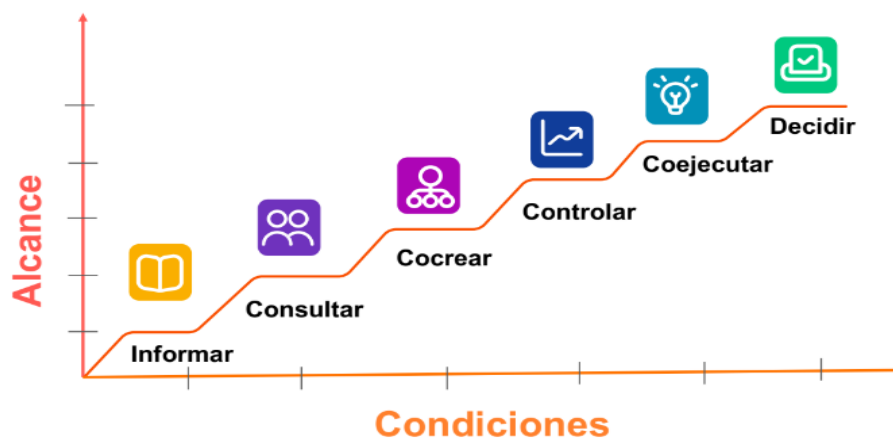 Decidir
Coejecutar
Controlar
Cocrear
Consultar
Informar
Alcance
Condiciones